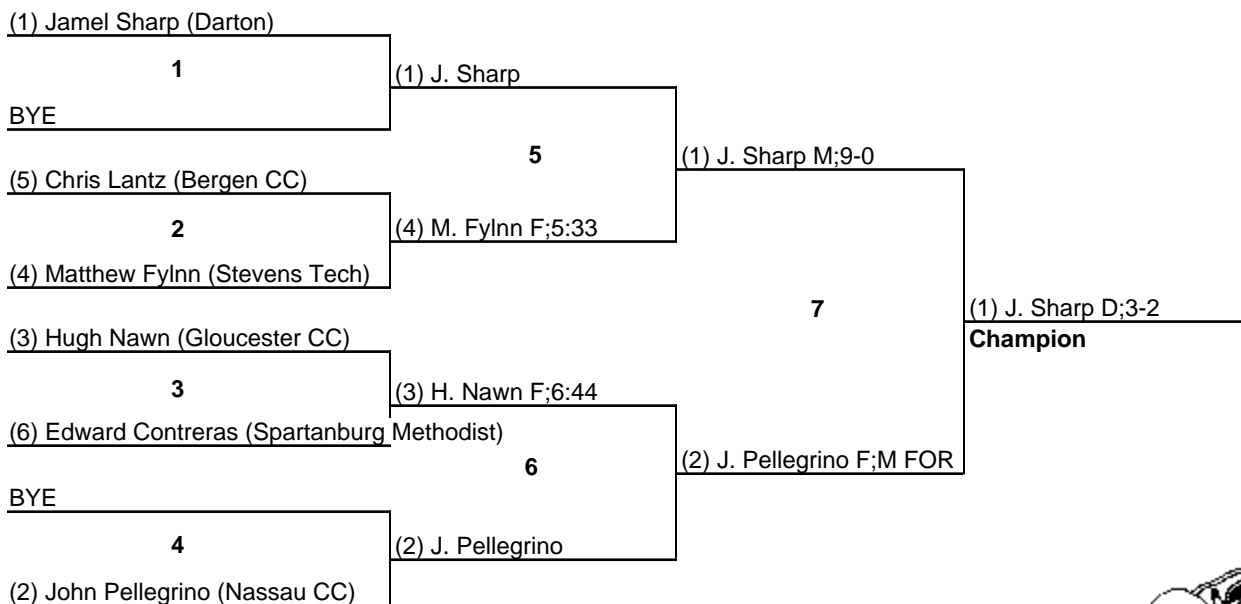 (1) Jamel Sharp (Darton)
1
(1) J. Sharp
BYE
5
(1) J. Sharp M;9-0
(5) Chris Lantz (Bergen CC)
2
(4) M. Fylnn F;5:33
(4) Matthew Fylnn (Stevens Tech)
7
(1) J. Sharp D;3-2
Champion
(3) Hugh Nawn (Gloucester CC)
3
(3) H. Nawn F;6:44
(6) Edward Contreras (Spartanburg Methodist)
6
(2) J. Pellegrino F;M FOR
BYE
4
(2) J. Pellegrino
(2) John Pellegrino (Nassau CC)